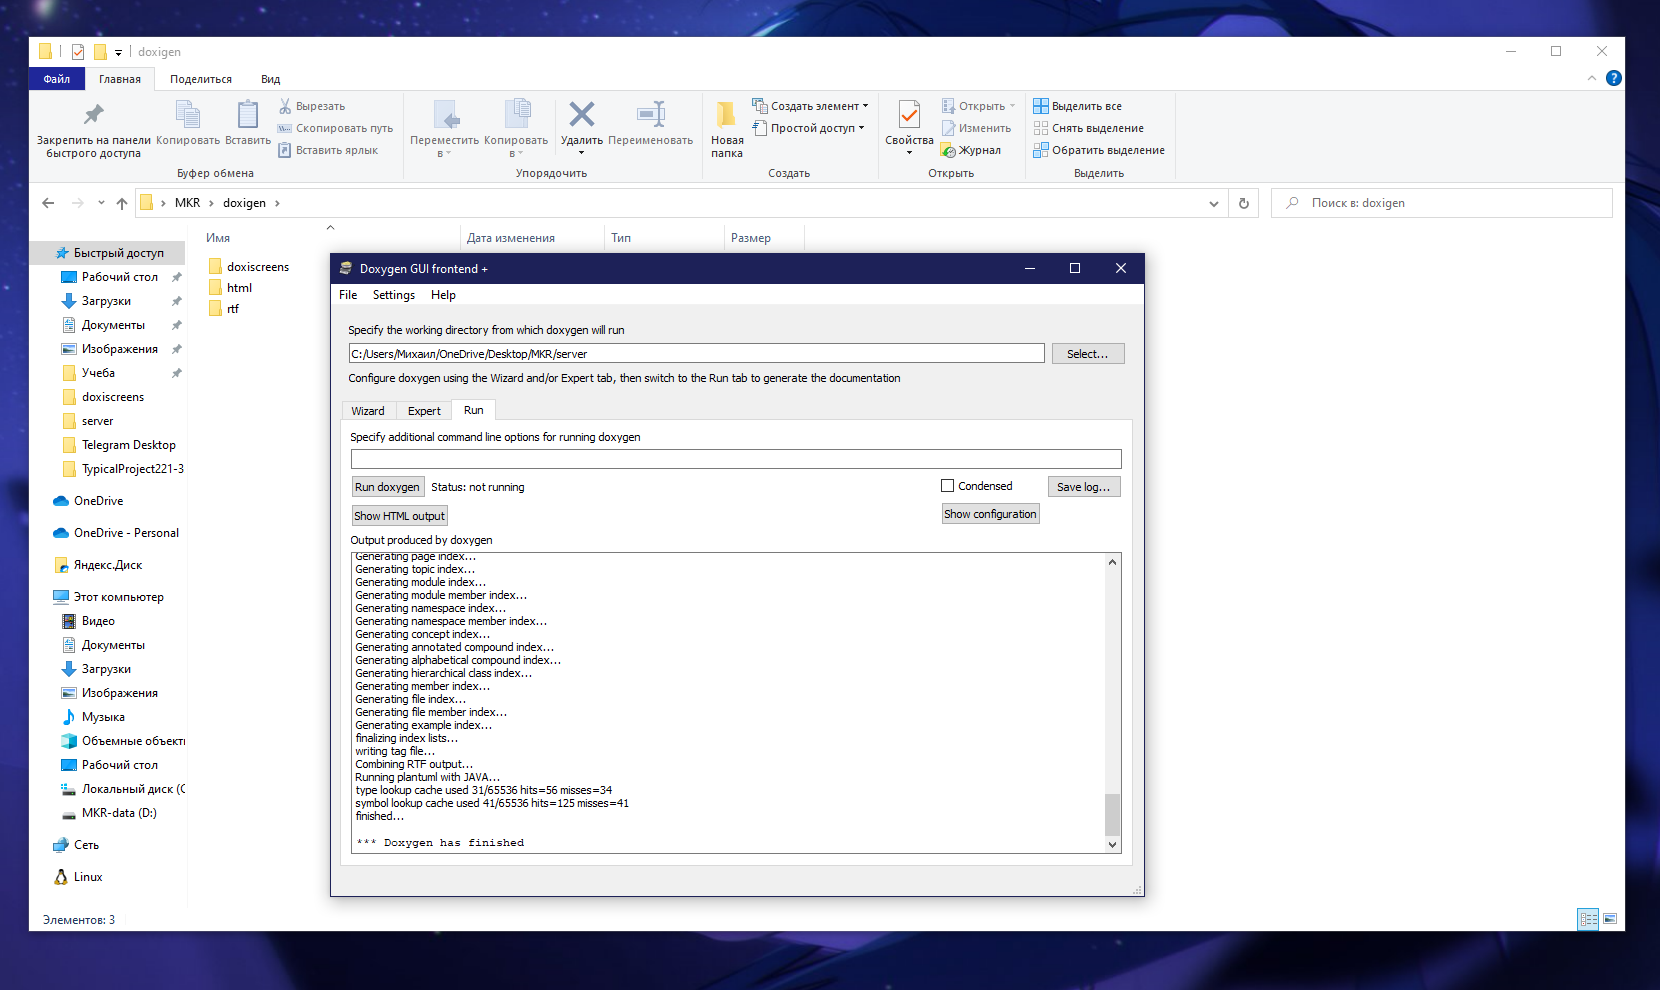 doxigen
Файл Главная Поделиться Вид
Закрепить на панели быстрого доступа
Копировать
Вставить
Вырезать
Скопировать путь
Вставить ярлык
Буфер обмена
Переместить в
Копировать в
Удалить
Переименовать
Упорядочить
Новая папка
Создать элемент
Простой доступ
Создать
Свойства
Открыть
Изменить
Журнал
Открыть
Выделить все
Снять выделение
Обратить выделение
Выделить
MKR › doxigen ›
Поиск в: doxigen
Имя Дата изменения Тип Размер
Быстрый доступ
Рабочий стол
Загрузки
Документы
Изображения
Учеба
doxiscreens
server
Telegram Desktop
TypicalProject221-3
OneDrive
OneDrive - Personal
Яндекс.Диск
Этот компьютер
Видео
Документы
Загрузки
Изображения
Музыка
Объемные объекты
Рабочий стол
Локальный диск (C
MKR-data (D:)
Сеть
Linux
doxiscreens
html
rtf
Элементов: 3
Doxygen GUI frontend +
File Settings Help
Specify the working directory from which doxygen will run
C:/Users/Михаил/OneDrive/Desktop/MKR/server
Select...
Configure doxygen using the Wizard and/or Expert tab, then switch to the Run tab to generate the documentation
Wizard Expert Run
Specify additional command line options for running doxygen
Run doxygen Status: not running Condensed Save log...
Show HTML output Show configuration
Output produced by doxygen
Generating page index...
Generating topic index...
Generating module index...
Generating module member index...
Generating namespace index...
Generating namespace member index...
Generating concept index...
Generating annotated compound index...
Generating alphabetical compound index...
Generating hierarchical class index...
Generating member index...
Generating file index...
Generating file member index...
Generating example index...
finalizing index lists...
writing tag file...
Combining RTF output...
Running plantuml with JAVA...
type lookup cache used 31/65536 hits=56 misses=34
symbol lookup cache used 41/65536 hits=125 misses=41
finished...
*** Doxygen has finished